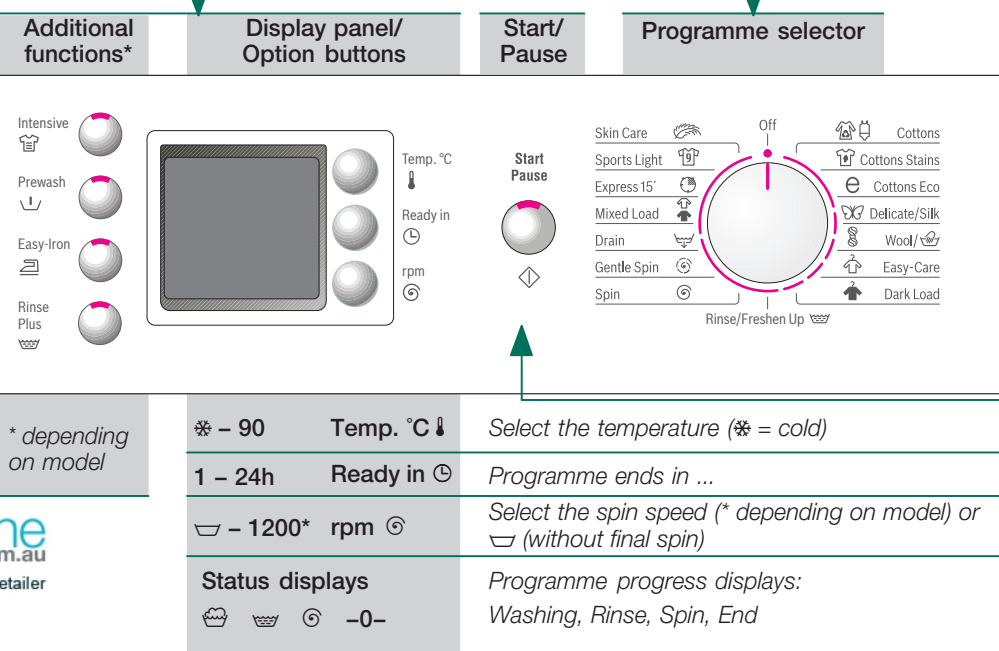 Additional
functions*
Display panel/
Option buttons
Start/
Pause
Programme selector
Intensive
Prewash
Easy-Iron
Rinse
Plus
Temp. °C
Ready in
rpm
Start
Pause
Off
Skin Care
Sports Light
Express 15´
Mixed Load
Drain
Gentle Spin
Spin
Cottons
Cottons Stains
Cottons Eco
Delicate/Silk
Wool/
Easy-Care
Dark Load
Rinse/Freshen Up
* depending
on model
❄ – 90 Temp. °C Select the temperature (❄ = cold)
1 – 24h Ready in Programme ends in ...
– 1200* rpm Select the spin speed (* depending on model) or
(without final spin)
Status displays Programme progress displays:
–0– Washing, Rinse, Spin, End
ne
m.au
etailer